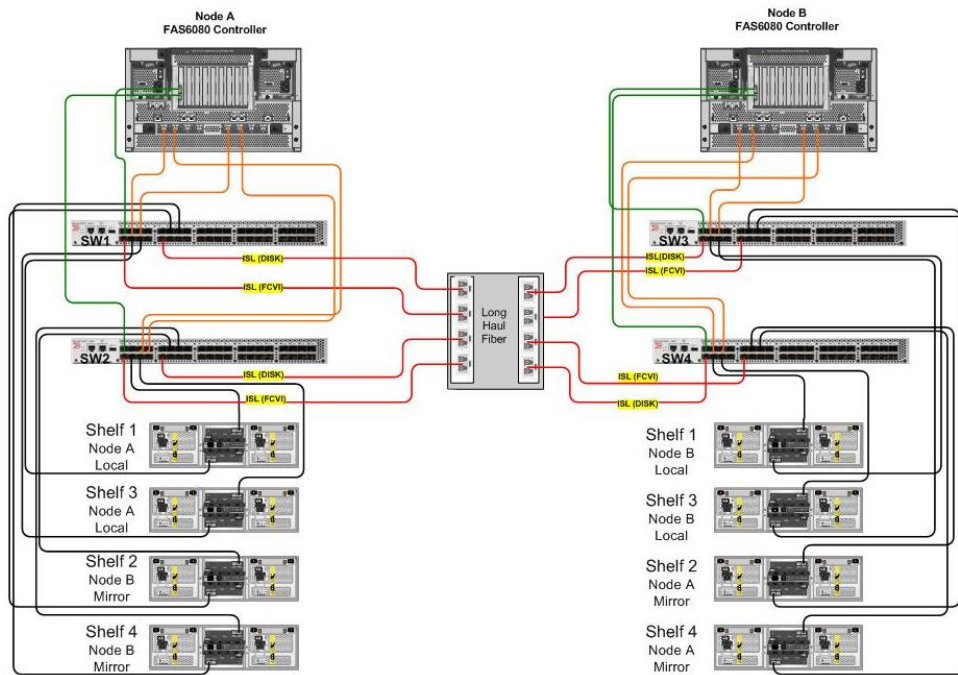 Node A
FAS6080 Controller
Node B
FAS6080 Controller
SW1
SW3
ISL (DISK)
ISL(DISK)
ISL (FCVI)
ISL (FCVI)
Long
Haul
Fiber
SW2
SW4
ISL (DISK)
ISL (FCVI)
ISL (FCVI)
ISL (DISK)
Shelf 1
Node A
Local
Shelf 1
Node B
Local
Shelf 3
Node A
Local
Shelf 3
Node B
Local
Shelf 2
Node B
Mirror
Shelf 2
Node A
Mirror
Shelf 4
Node B
Mirror
Shelf 4
Node A
Mirror